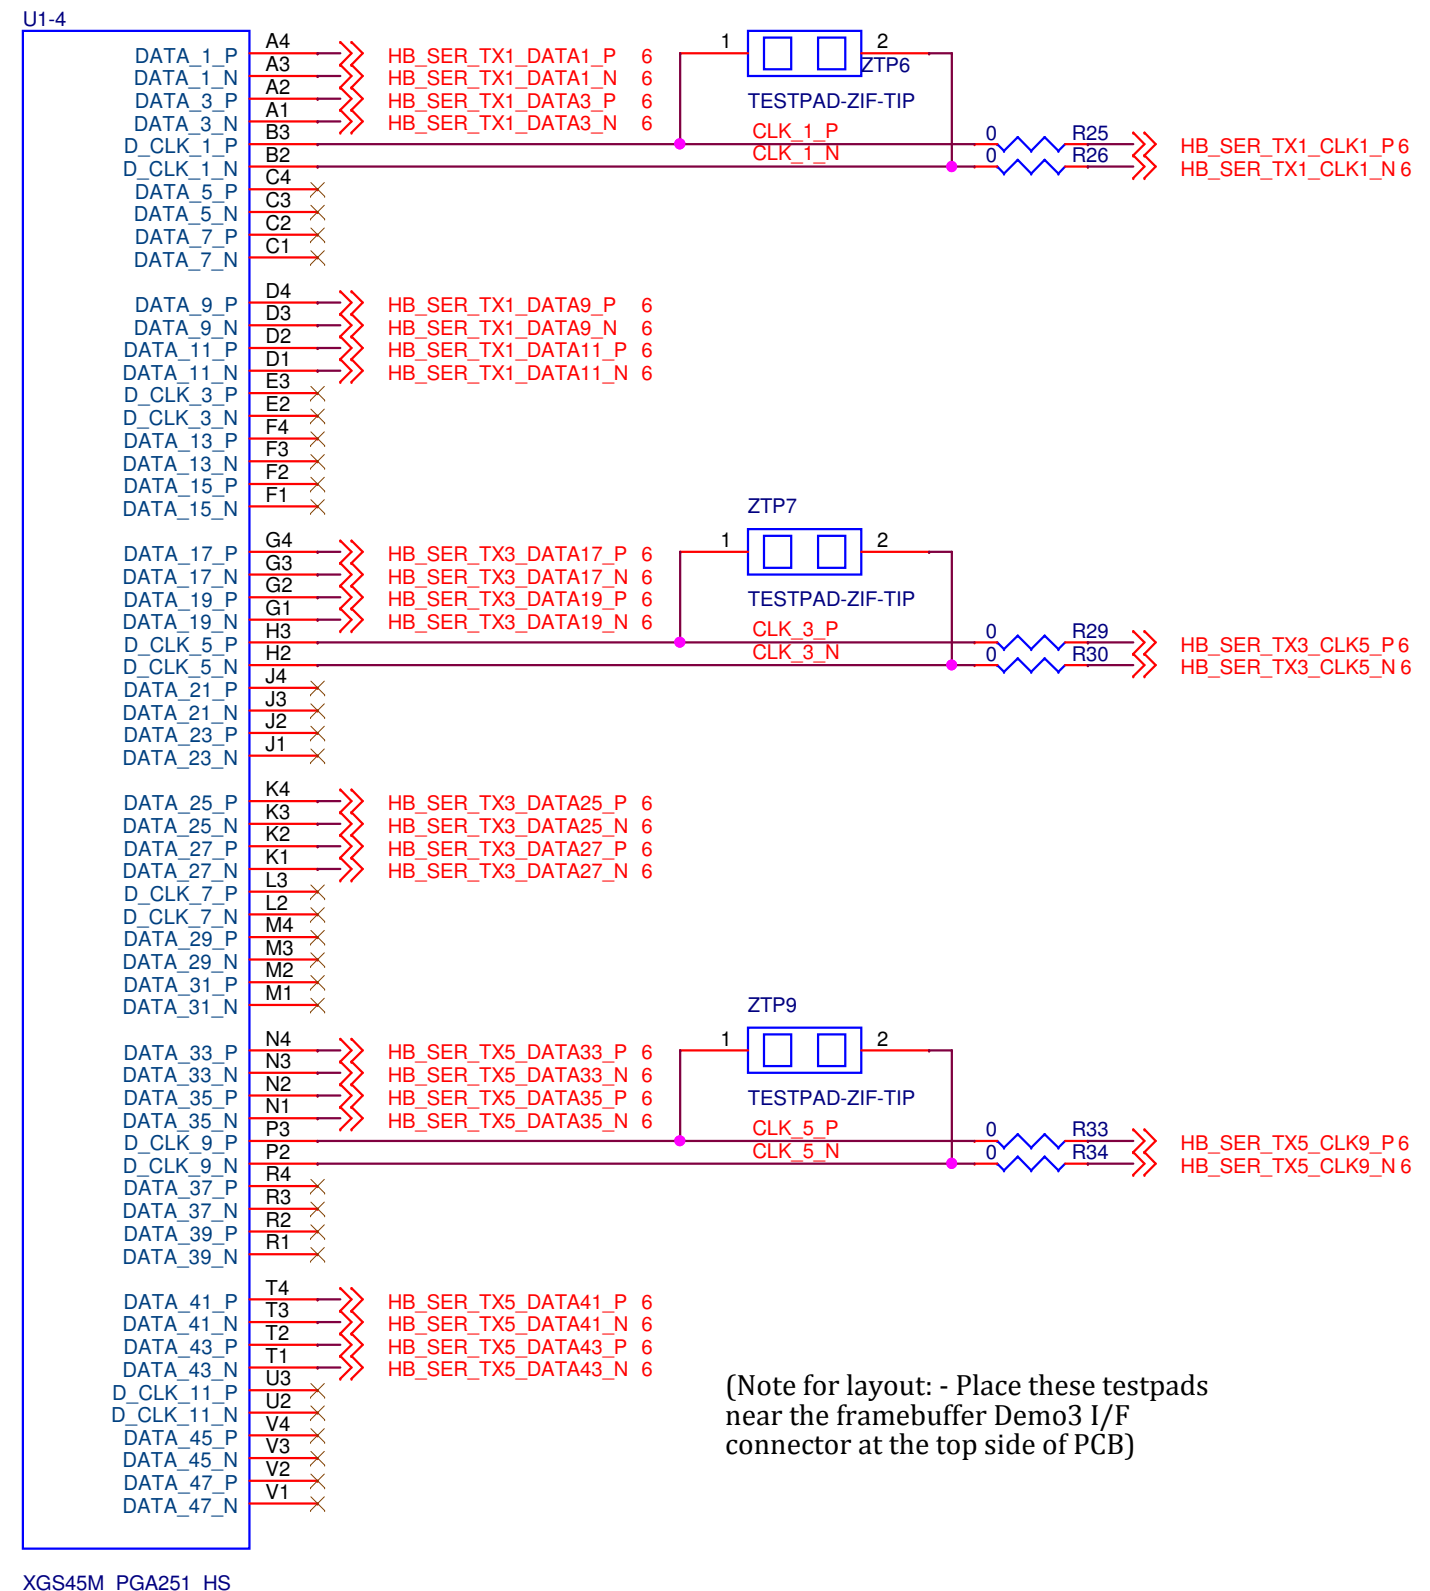 U1-4
DATA_1_P A4 HB_SER_TX1_DATA1_P 6
DATA_1_N A3 HB_SER_TX1_DATA1_N 6
DATA_3_P A2 HB_SER_TX1_DATA3_P 6
DATA_3_N A1 HB_SER_TX1_DATA3_N 6
1 2
ZTP6
TESTPAD-ZIF-TIP
D_CLK_1_P B3 CLK_1_P 0 R25 HB_SER_TX1_CLK1_P 6
D_CLK_1_N B2 CLK_1_N 0 R26 HB_SER_TX1_CLK1_N 6
DATA_5_P C4
DATA_5_N C3
DATA_7_P C2
DATA_7_N C1
DATA_9_P D4 HB_SER_TX1_DATA9_P 6
DATA_9_N D3 HB_SER_TX1_DATA9_N 6
DATA_11_P D2 HB_SER_TX1_DATA11_P 6
DATA_11_N D1 HB_SER_TX1_DATA11_N 6
D_CLK_3_P E3
D_CLK_3_N E2
DATA_13_P F4
DATA_13_N F3
DATA_15_P F2
DATA_15_N F1
ZTP7
1 2
DATA_17_P G4 HB_SER_TX3_DATA17_P 6
DATA_17_N G3 HB_SER_TX3_DATA17_N 6
DATA_19_P G2 HB_SER_TX3_DATA19_P 6
DATA_19_N G1 HB_SER_TX3_DATA19_N 6
TESTPAD-ZIF-TIP
D_CLK_5_P H3 CLK_3_P 0 R29 HB_SER_TX3_CLK5_P 6
D_CLK_5_N H2 CLK_3_N 0 R30 HB_SER_TX3_CLK5_N 6
DATA_21_P J4
DATA_21_N J3
DATA_23_P J2
DATA_23_N J1
DATA_25_P K4 HB_SER_TX3_DATA25_P 6
DATA_25_N K3 HB_SER_TX3_DATA25_N 6
DATA_27_P K2 HB_SER_TX3_DATA27_P 6
DATA_27_N K1 HB_SER_TX3_DATA27_N 6
D_CLK_7_P L3
D_CLK_7_N L2
DATA_29_P M4
DATA_29_N M3
DATA_31_P M2
DATA_31_N M1
ZTP9
1 2
DATA_33_P N4 HB_SER_TX5_DATA33_P 6
DATA_33_N N3 HB_SER_TX5_DATA33_N 6
DATA_35_P N2 HB_SER_TX5_DATA35_P 6
DATA_35_N N1 HB_SER_TX5_DATA35_N 6
TESTPAD-ZIF-TIP
D_CLK_9_P P3 CLK_5_P 0 R33 HB_SER_TX5_CLK9_P 6
D_CLK_9_N P2 CLK_5_N 0 R34 HB_SER_TX5_CLK9_N 6
DATA_37_P R4
DATA_37_N R3
DATA_39_P R2
DATA_39_N R1
DATA_41_P T4 HB_SER_TX5_DATA41_P 6
DATA_41_N T3 HB_SER_TX5_DATA41_N 6
DATA_43_P T2 HB_SER_TX5_DATA43_P 6
DATA_43_N T1 HB_SER_TX5_DATA43_N 6
D_CLK_11_P U3
D_CLK_11_N U2
DATA_45_P V4
DATA_45_N V3
DATA_47_P V2
DATA_47_N V1
(Note for layout: - Place these testpads
near the framebuffer Demo3 I/F
connector at the top side of PCB)
XGS45M_PGA251_HS